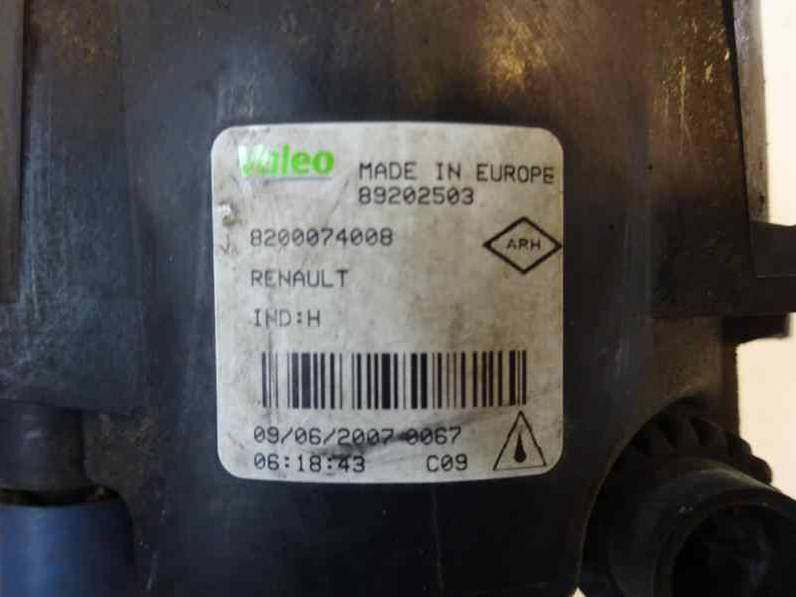 Valeo MADE IN EUROPE
89202503
8200074008 ARH
RENAULT
IND:H
09/06/2007 0067
06:18:43 C09